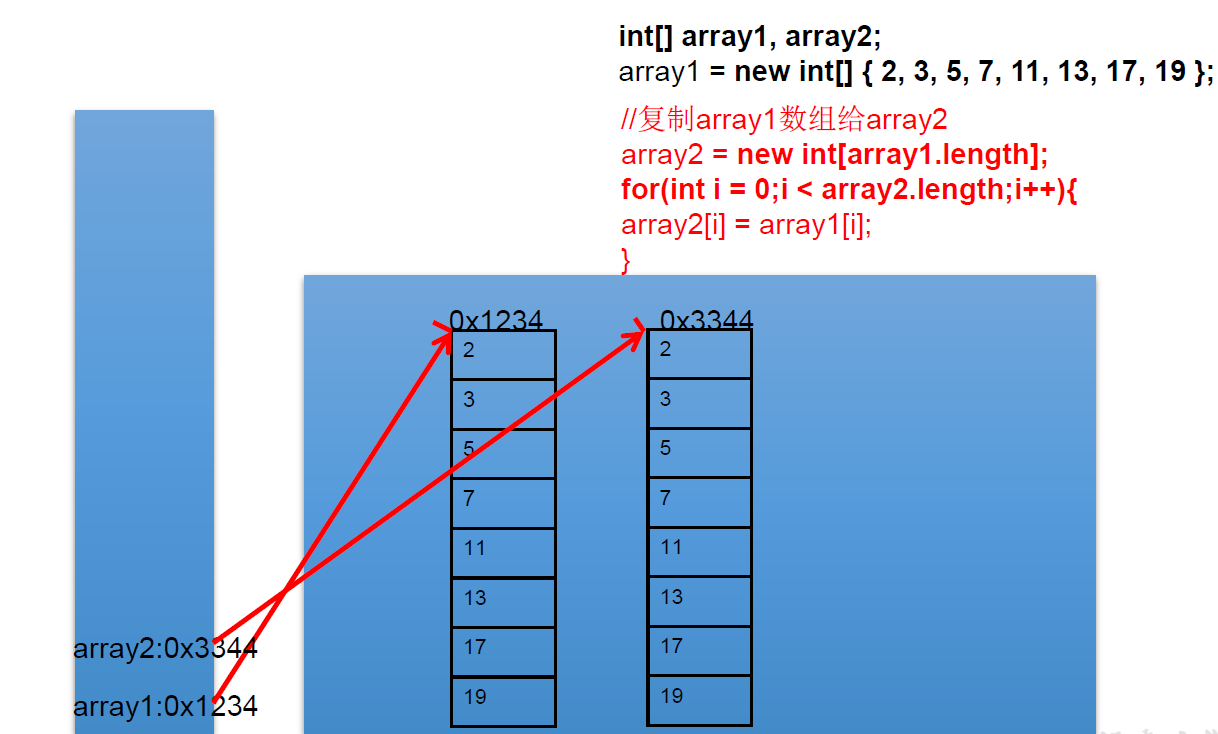 int[] array1, array2;
array1 = new int[] { 2, 3, 5, 7, 11, 13, 17, 19 };
//复制array1数组给array2
array2 = new int[array1.length];
for(int i = 0;i < array2.length;i++){
array2[i] = array1[i];
}
0x1234
0x3344
2
3
5
7
11
13
17
19
2
3
5
7
11
13
17
19
array2:0x3344
array1:0x1234